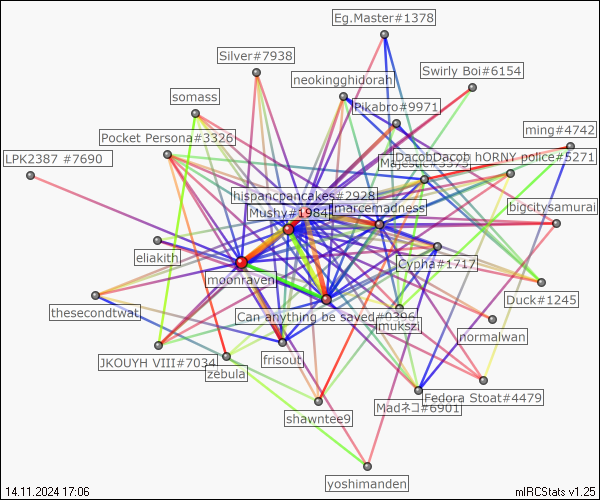 Eg.Master#1378
Silver#7938
Swirly Boi#6154
neokingghidorah
somass
Pikabro#9971
ming#4742
Pocket Persona#3326
LPK2387 #7690
DacobDacob hORNY police#5271
hispancpancakes#2928
Mushy#1984
marcemadness
bigcitysamurai
eliakith
Cypha#1717
moonraven
Duck#1245
thesecondtwat
Can anything be saved#0396
mukszi
normalwan
JKOUYH VIII#7034
frisout
zebula
Fedora Stoat#4479
Madネコ#6901
shawntee9
yoshimanden
14.11.2024 17:06
mIRCStats v1.25